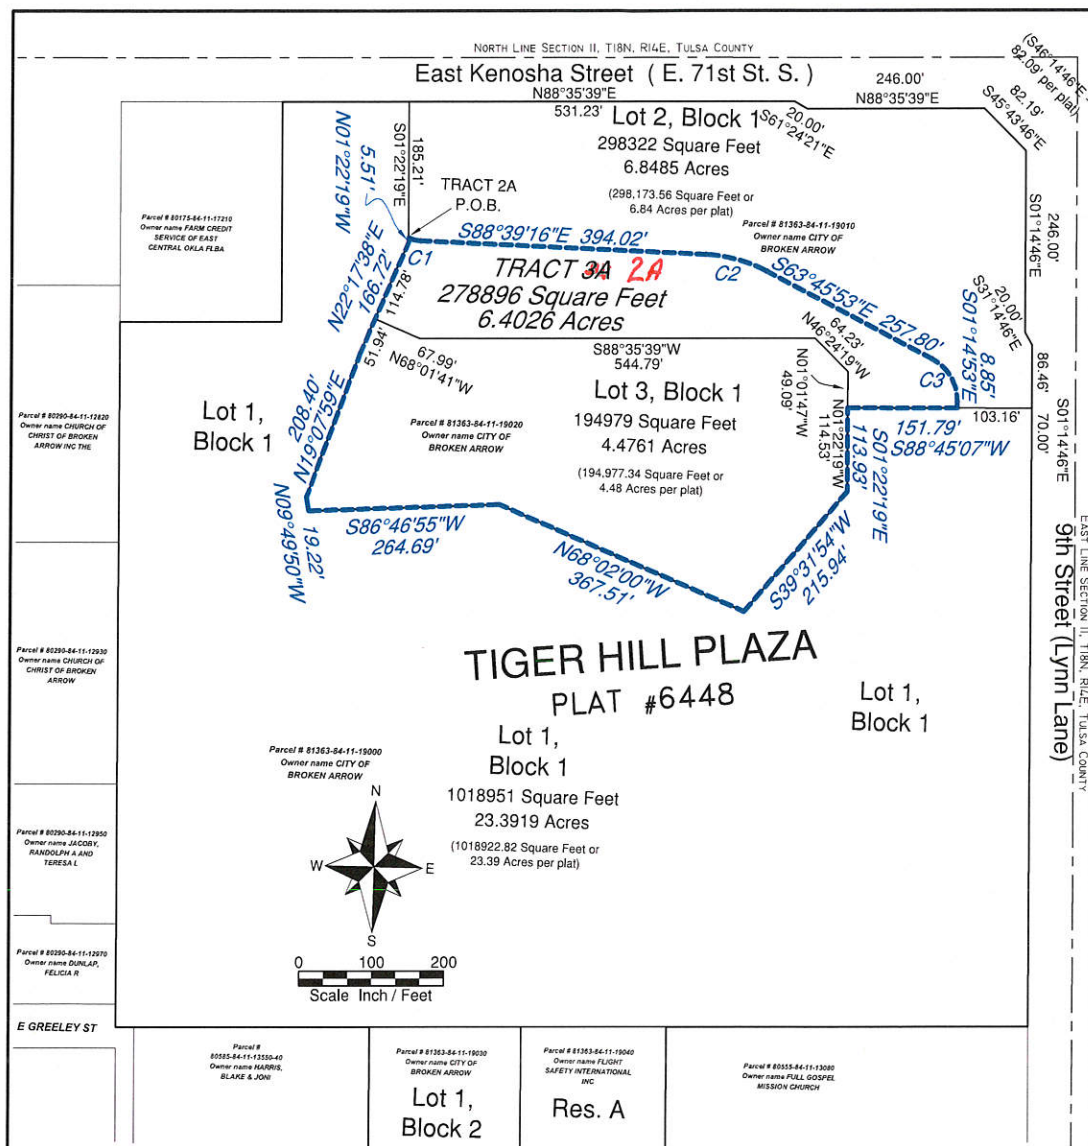 NORTH LINE SECTION 11, T18N, R14E, TULSA COUNTY
East Kenosha Street ( E. 71st St. S. )
N88°35'39"E
531.23'
20.00'
S61°24'21"E
246.00'
N88°35'39"E
(S46°14'46"E -
82.09' per plat)
82.19'
S45°43'46"E
Lot 2, Block 1
298322 Square Feet
6.8485 Acres
(298,173.56 Square Feet or
6.84 Acres per plat)
N01°22'19"W
5.51'
S01°22'19"E
185.21'
TRACT 2A
P.O.B.
Parcel # 80175-84-11-17210
Owner name FARM CREDIT
SERVICE OF EAST
CENTRAL OKLA FLBA
Parcel # 81363-84-11-19010
Owner name CITY OF
BROKEN ARROW
S01°14'46"E
246.00'
S88°39'16"E 394.02'
C1
C2
TRACT 3A 2A
278896 Square Feet
6.4026 Acres
N22°17'38"E
166.72'
114.78'
S63°45'53"E 257.80'
20.00'
S31°14'46"E
S01°14'53"E
8.85'
C3
86.46'
51.94'
67.99'
N68°01'41"W
S88°35'39"W
544.79'
64.23'
N46°24'19"W
N01°01'47"W
49.09'
Lot 3, Block 1
194979 Square Feet
4.4761 Acres
(194,977.34 Square Feet or
4.48 Acres per plat)
Parcel # 81363-84-11-19020
Owner name CITY OF
BROKEN ARROW
Lot 1,
Block 1
208.40'
N19°07'59"E
N01°22'19"W
114.53'
S01°22'19"E
113.93'
103.16'
151.79'
S88°45'07"W
S01°14'46"E
70.00'
Parcel # 80290-84-11-12820
Owner name CHURCH OF
CHRIST OF BROKEN
ARROW INC THE
N09°49'50"W
19.22'
S86°46'55"W
264.69'
N68°02'00"W
367.51'
S39°31'54"W
215.94'
EAST LINE SECTION 11, T18N, R14E, TULSA COUNTY
9th Street (Lynn Lane)
Parcel # 80290-84-11-12930
Owner name CHURCH OF
CHRIST OF BROKEN
ARROW
TIGER HILL PLAZA
PLAT #6448
Lot 1,
Block 1
Lot 1,
Block 1
1018951 Square Feet
23.3919 Acres
(1018922.82 Square Feet or
23.39 Acres per plat)
Parcel # 81363-84-11-19000
Owner name CITY OF
BROKEN ARROW
N
W
E
S
0 100 200
Scale Inch / Feet
Parcel # 80290-84-11-12950
Owner name JACOBY,
RANDOLPH A AND
TERESA L
Parcel # 80290-84-11-12970
Owner name DUNLAP,
FELICIA R
E GREELEY ST
Parcel #
80585-84-11-13550-40
Owner name HARRIS,
BLAKE & JONI
Parcel # 81363-84-11-19030
Owner name CITY OF
BROKEN ARROW
Lot 1,
Block 2
Parcel # 81363-84-11-19040
Owner name FLIGHT
SAFETY INTERNATIONAL
INC
Res. A
Parcel # 80555-84-11-13080
Owner name FULL GOSPEL
MISSION CHURCH